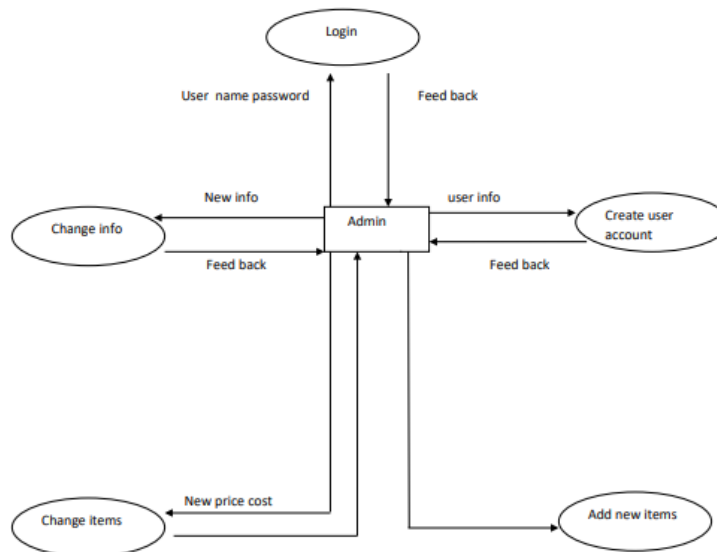 Login
User name password
Feed back
New info
user info
Admin
Change info
Create user
account
Feed back
Feed back
New price cost
Change items
Add new items